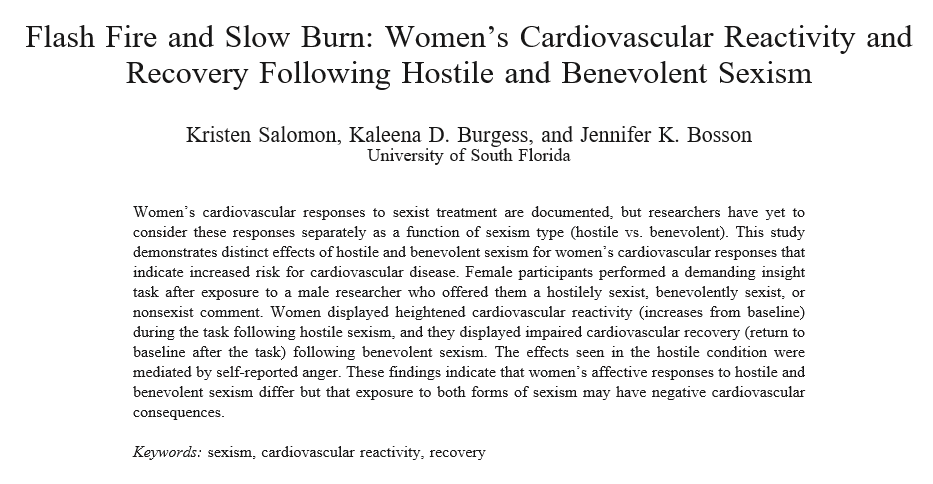 Flash Fire and Slow Burn: Women's Cardiovascular Reactivity and
Recovery Following Hostile and Benevolent Sexism
Kristen Salomon, Kaleena D. Burgess, and Jennifer K. Bosson
University of South Florida
Women's cardiovascular responses to sexist treatment are documented, but researchers have yet to
consider these responses separately as a function of sexism type (hostile vs. benevolent). This study
demonstrates distinct effects of hostile and benevolent sexism for women's cardiovascular responses that
indicate increased risk for cardiovascular disease. Female participants performed a demanding insight
task after exposure to a male researcher who offered them a hostilely sexist, benevolently sexist, or
nonsexist comment. Women displayed heightened cardiovascular reactivity (increases from baseline)
during the task following hostile sexism, and they displayed impaired cardiovascular recovery (return to
baseline after the task) following benevolent sexism. The effects seen in the hostile condition were
mediated by self-reported anger. These findings indicate that women's affective responses to hostile and
benevolent sexism differ but that exposure to both forms of sexism may have negative cardiovascular
consequences.
Keywords: sexism, cardiovascular reactivity, recovery